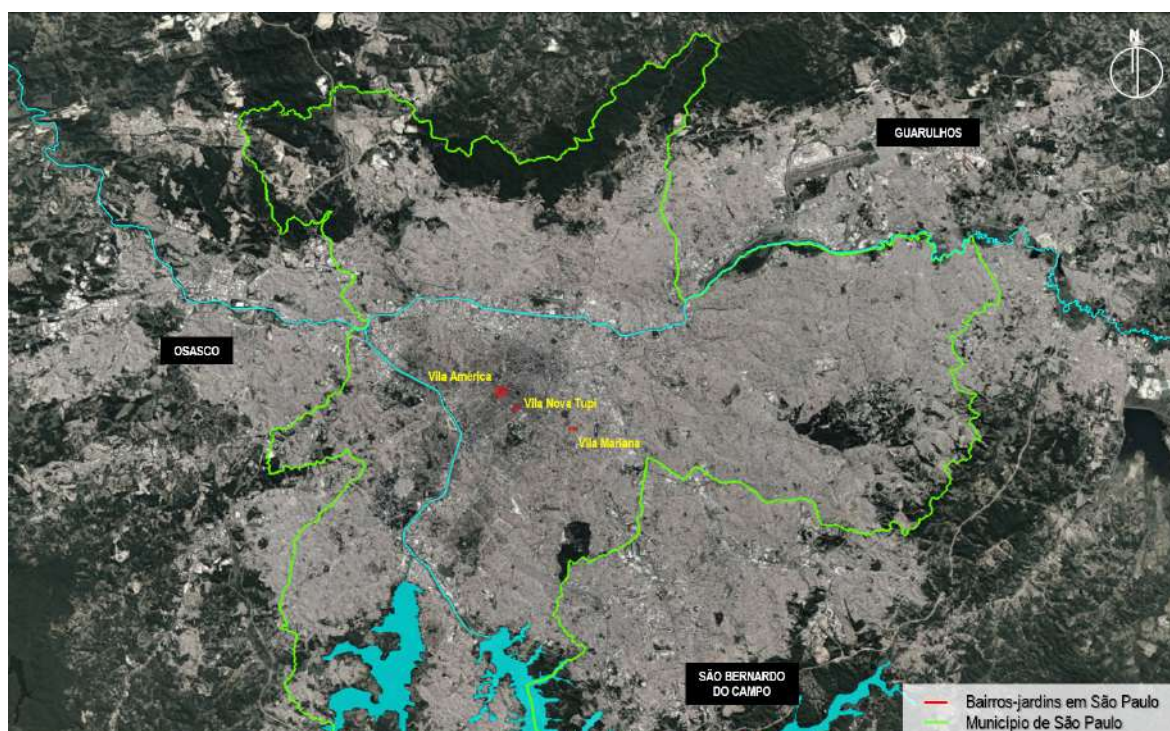 N
GUARULHOS
OSASCO
Vila América
Vila Nova Tupi
Vila Mariana
SÃO BERNARDO
DO CAMPO
Bairros-jardins em São Paulo
Município de São Paulo